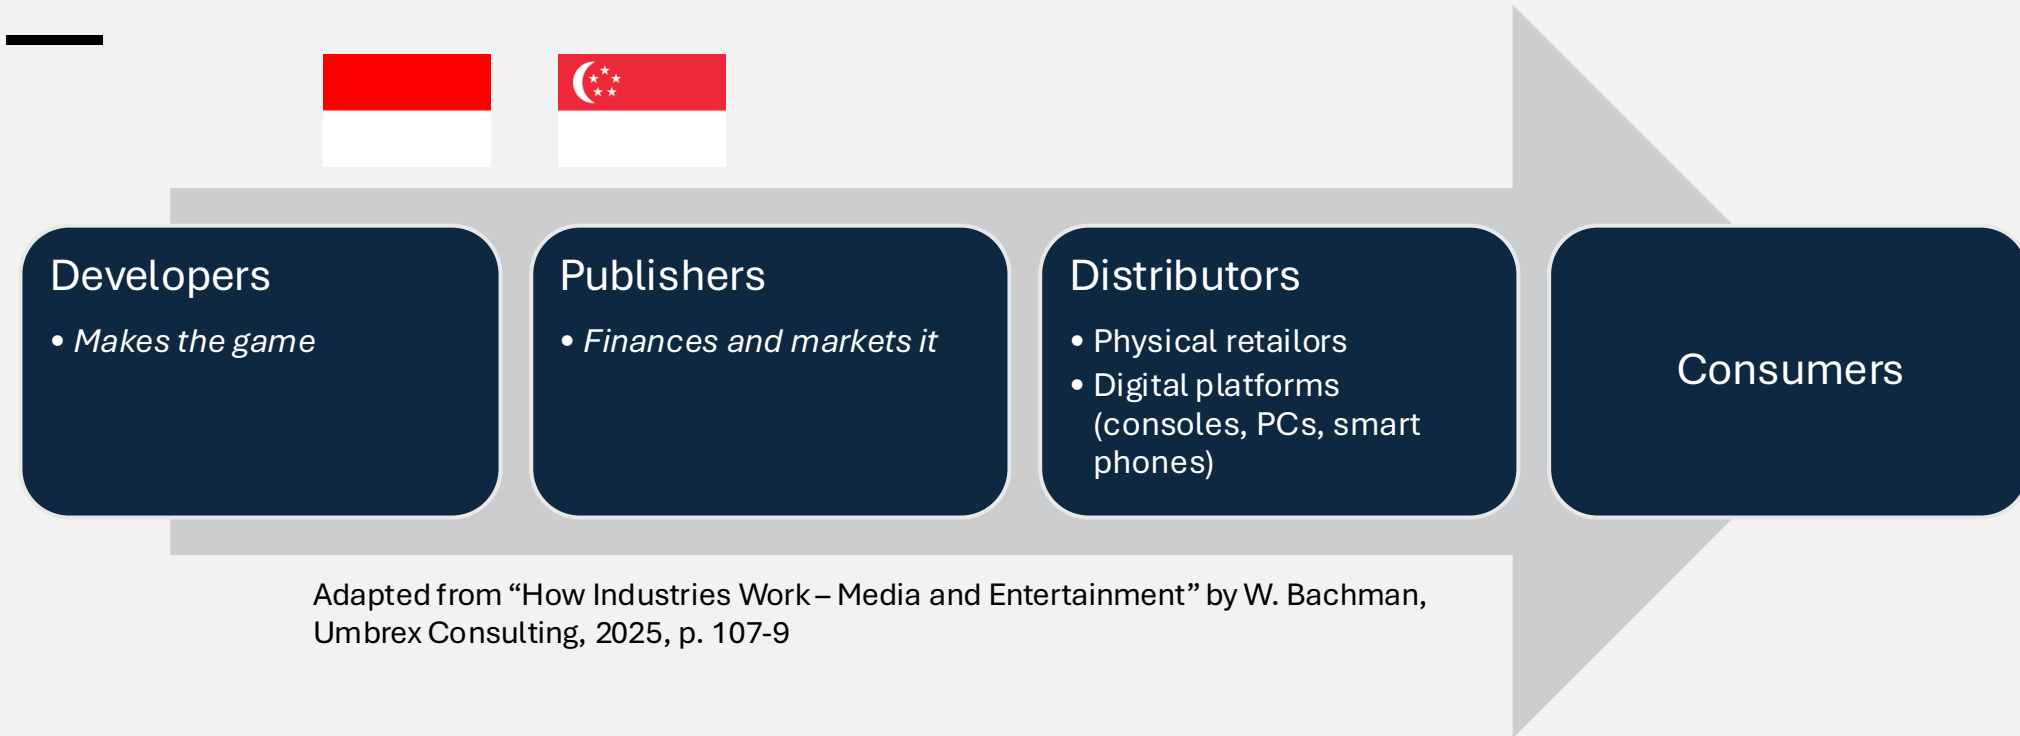 Developers
• Makes the game
Publishers
• Finances and markets it
Distributors
• Physical retailors
• Digital platforms
(consoles, PCs, smart
phones)
Consumers
Adapted from “How Industries Work – Media and Entertainment” by W. Bachman,
Umbrex Consulting, 2025, p. 107-9